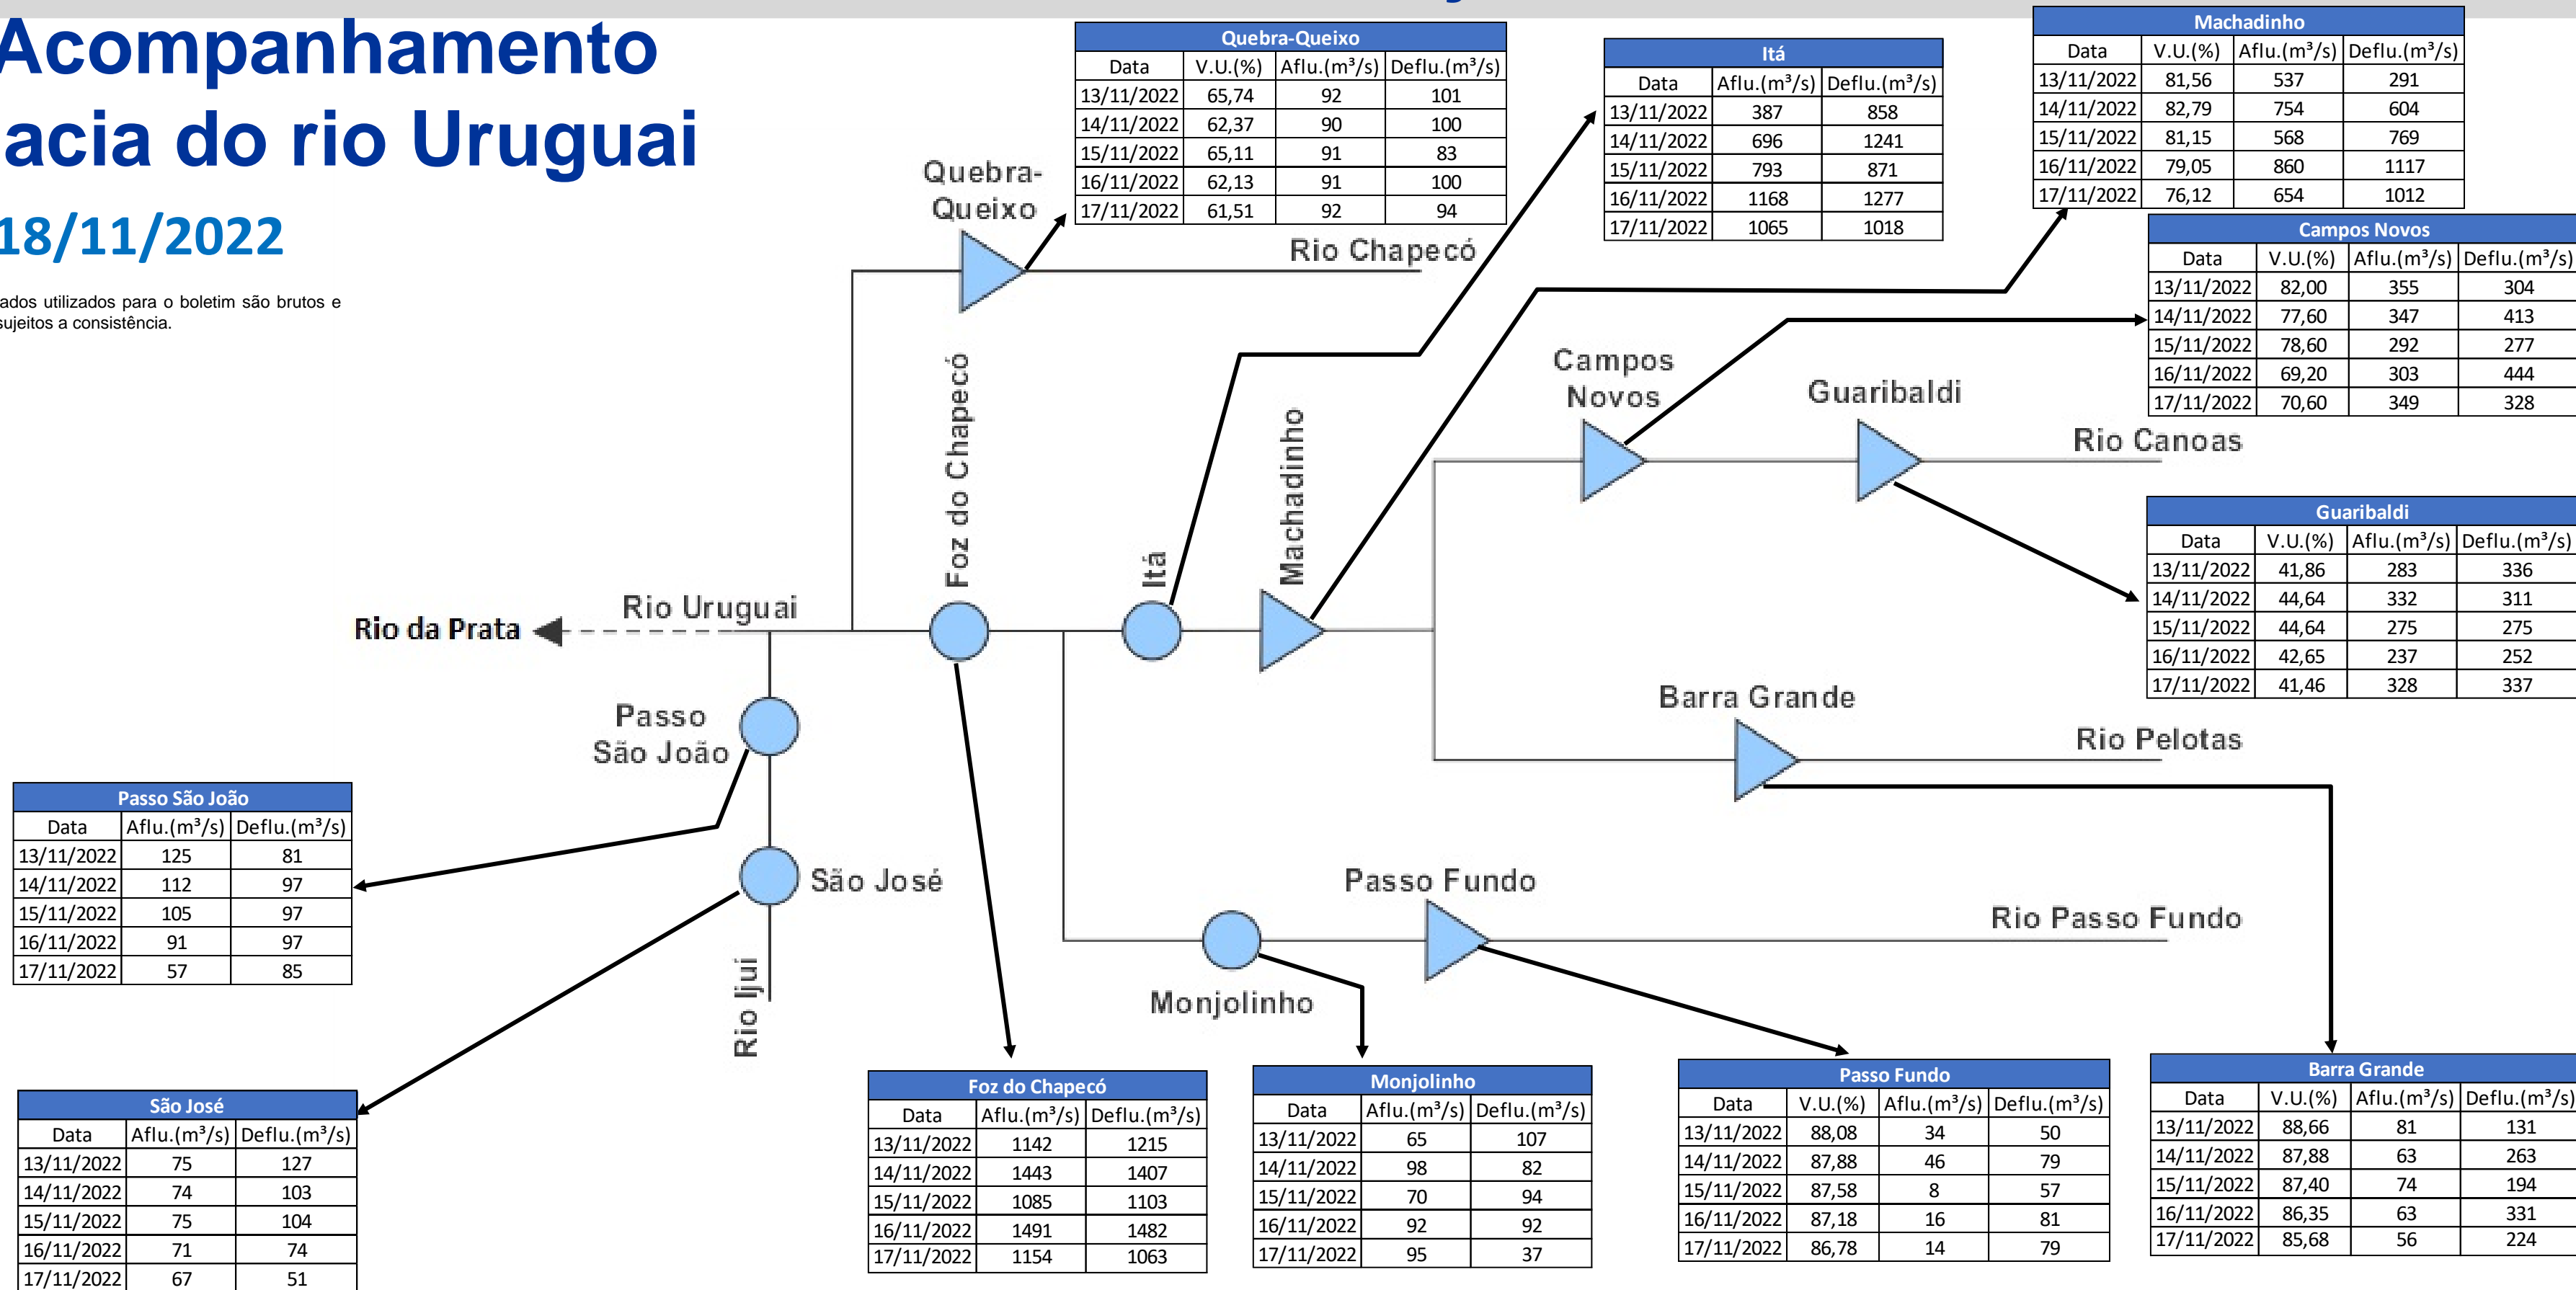 Acompanhamento
acia do rio Uruguai
18/11/2022
ados utilizados para o boletim são brutos e
sujeitos a consistência.
Quebra-Queixo
Data V.U.(%) Aflu.(m³/s) Deflu.(m³/s)
13/11/2022 65,74 92 101
14/11/2022 62,37 90 100
15/11/2022 65,11 91 83
16/11/2022 62,13 91 100
17/11/2022 61,51 92 94
Itá
Data Aflu.(m³/s) Deflu.(m³/s)
13/11/2022 387 858
14/11/2022 696 1241
15/11/2022 793 871
16/11/2022 1168 1277
17/11/2022 1065 1018
Machadinho
Data V.U.(%) Aflu.(m³/s) Deflu.(m³/s)
13/11/2022 81,56 537 291
14/11/2022 82,79 754 604
15/11/2022 81,15 568 769
16/11/2022 79,05 860 1117
17/11/2022 76,12 654 1012
Campos Novos
Data V.U.(%) Aflu.(m³/s) Deflu.(m³/s)
13/11/2022 82,00 355 304
14/11/2022 77,60 347 413
15/11/2022 78,60 292 277
16/11/2022 69,20 303 444
17/11/2022 70,60 349 328
Quebra-
Queixo
Rio Chapecó
Foz do Chapecó
Itá
Machadinho
Campos
Novos
Guaribaldi
Rio Canoas
Guaribaldi
Data V.U.(%) Aflu.(m³/s) Deflu.(m³/s)
13/11/2022 41,86 283 336
14/11/2022 44,64 332 311
15/11/2022 44,64 275 275
16/11/2022 42,65 237 252
17/11/2022 41,46 328 337
Rio Uruguai
Rio da Prata
Barra Grande
Rio Pelotas
Passo
São João
São José
Rio Ijuí
Passo Fundo
Rio Passo Fundo
Monjolinho
Passo São João
Data Aflu.(m³/s) Deflu.(m³/s)
13/11/2022 125 81
14/11/2022 112 97
15/11/2022 105 97
16/11/2022 91 97
17/11/2022 57 85
São José
Data Aflu.(m³/s) Deflu.(m³/s)
13/11/2022 75 127
14/11/2022 74 103
15/11/2022 75 104
16/11/2022 71 74
17/11/2022 67 51
Foz do Chapecó
Data Aflu.(m³/s) Deflu.(m³/s)
13/11/2022 1142 1215
14/11/2022 1443 1407
15/11/2022 1085 1103
16/11/2022 1491 1482
17/11/2022 1154 1063
Monjolinho
Data Aflu.(m³/s) Deflu.(m³/s)
13/11/2022 65 107
14/11/2022 98 82
15/11/2022 70 94
16/11/2022 92 92
17/11/2022 95 37
Passo Fundo
Data V.U.(%) Aflu.(m³/s) Deflu.(m³/s)
13/11/2022 88,08 34 50
14/11/2022 87,88 46 79
15/11/2022 87,58 8 57
16/11/2022 87,18 16 81
17/11/2022 86,78 14 79
Barra Grande
Data V.U.(%) Aflu.(m³/s) Deflu.(m³/s)
13/11/2022 88,66 81 131
14/11/2022 87,88 63 263
15/11/2022 87,40 74 194
16/11/2022 86,35 63 331
17/11/2022 85,68 56 224